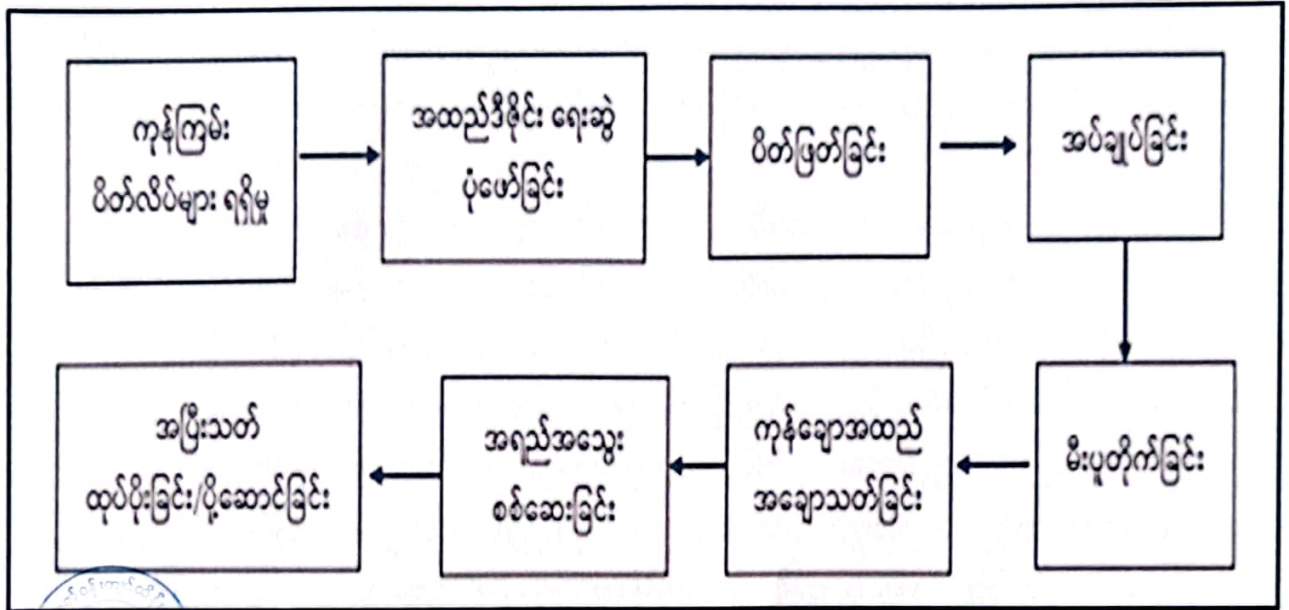 ကုန်ကြမ်း
ပိတ်လိပ်များ ရရှိမှု
အထည်ဒီဇိုင်း ရေးဆွဲ
ပုံဖော်ခြင်း
ပိတ်ဖြတ်ခြင်း
အပ်ချုပ်ခြင်း
မီးပူတိုက်ခြင်း
ကုန်ချောအထည်
အချောသတ်ခြင်း
အရည်အသွေး
စစ်ဆေးခြင်း
အပြီးသတ်
ထုပ်ပိုးခြင်း/ပို့ဆောင်ခြင်း